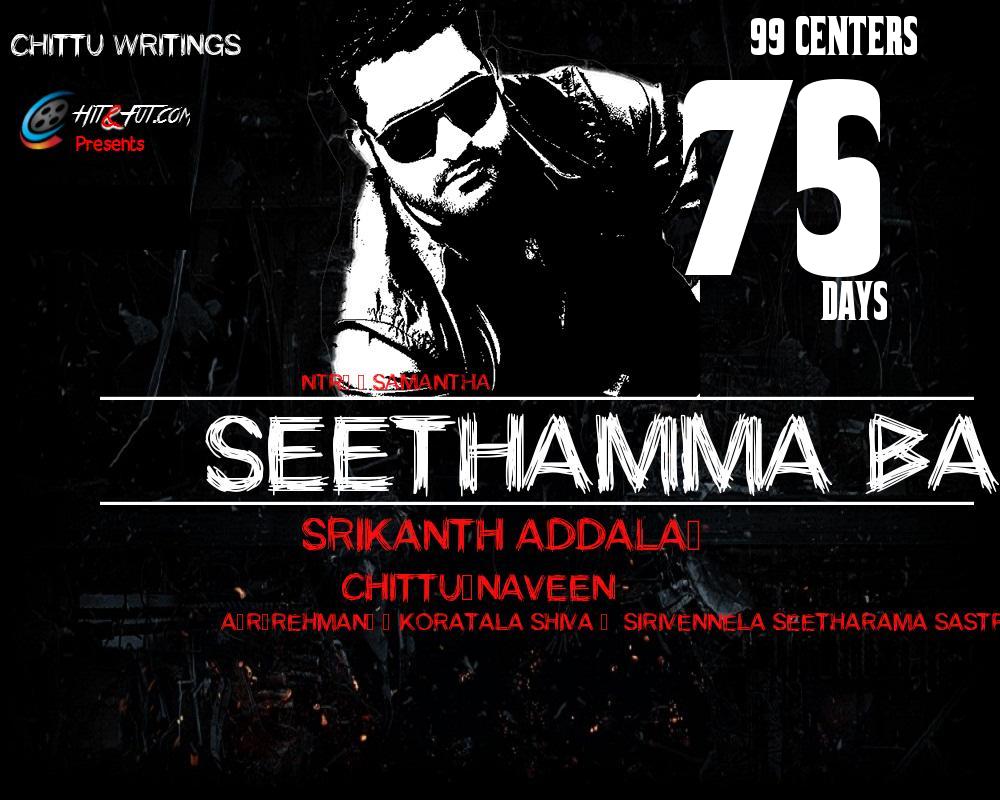 CHITTU WRITINGS
HIT&FUT.COM
Presents
99 CENTERS
75
DAYS
NTR SAMANTHA
SEETHAMMA BA
SRIKANTH ADDALA
CHITTU NAVEEN
A R REHMAN KORATALA SHIVA SIRIVENNELA SEETHARAMA SASTR